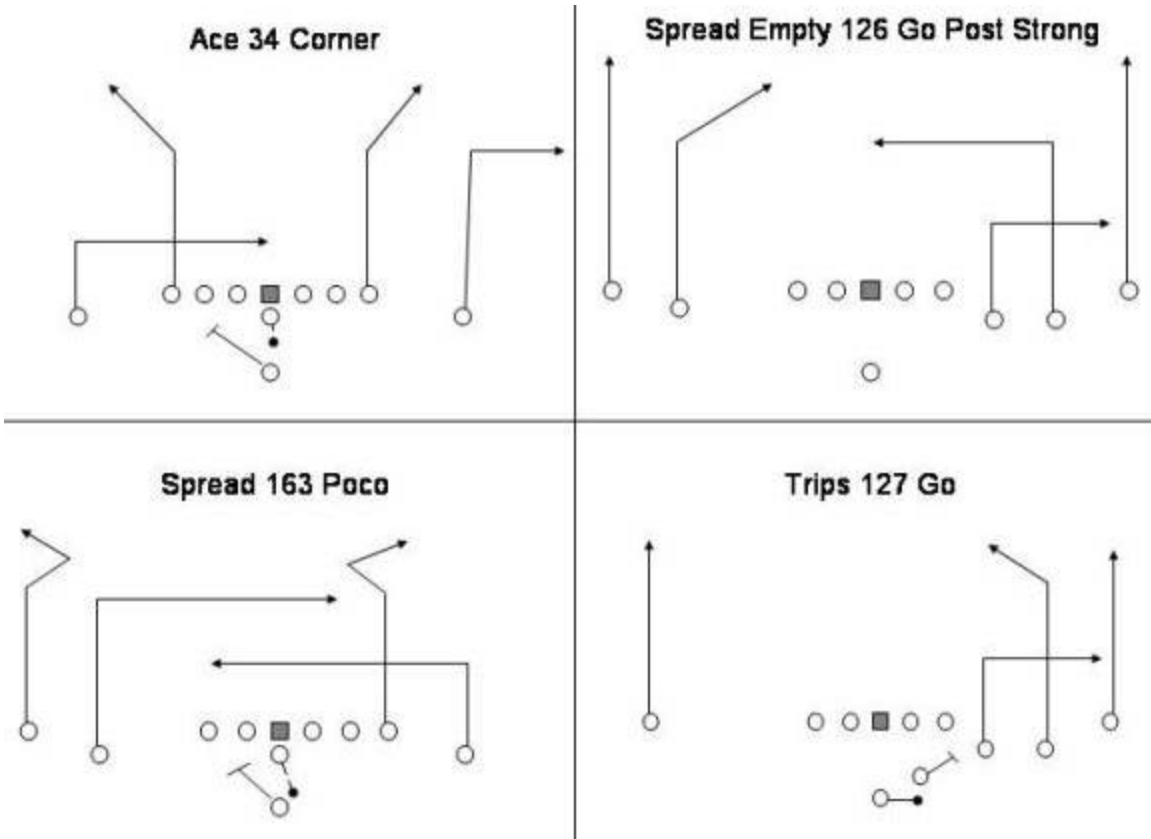 Ace 34 Corner
Spread Empty 126 Go Post Strong
Spread 163 Poco
Trips 127 Go